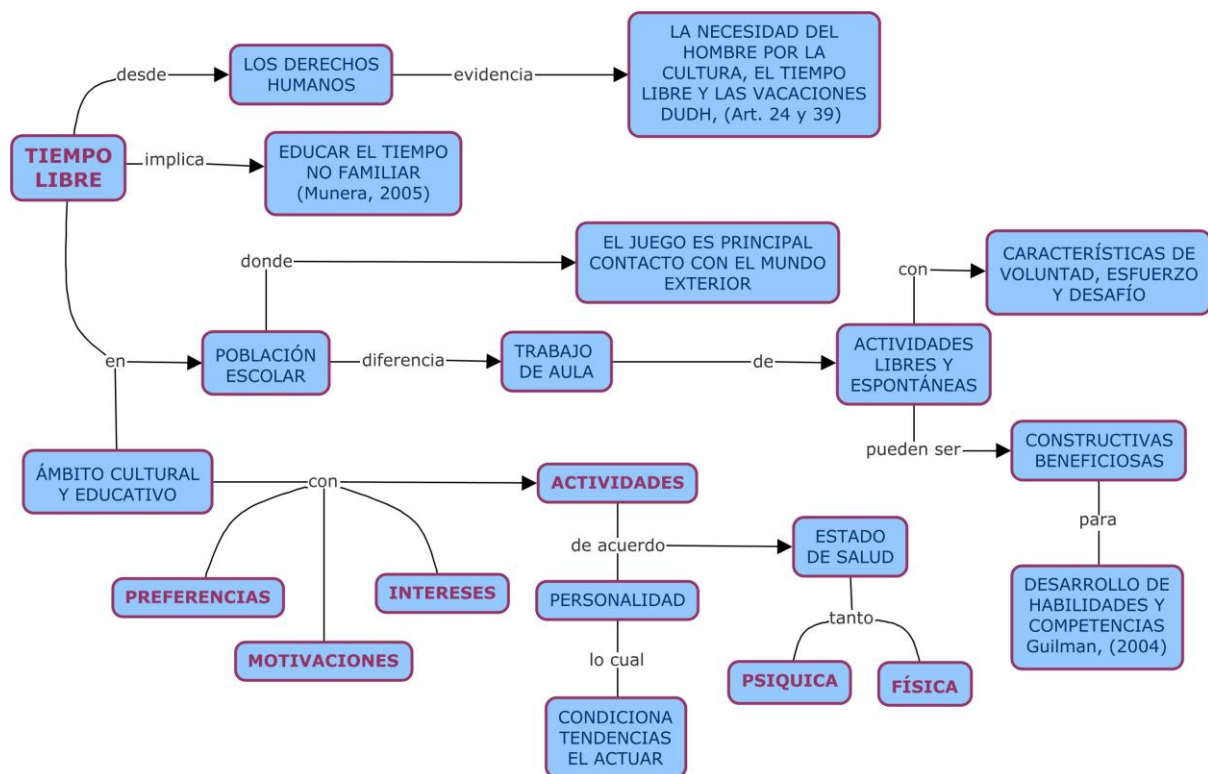 LA NECESIDAD DEL
HOMBRE POR LA
CULTURA, EL TIEMPO
LIBRE Y LAS VACACIONES
DUDH, (Art. 24 y 39)
desde
LOS DERECHOS
HUMANOS
evidencia
TIEMPO
LIBRE
implica
EDUCAR EL TIEMPO
NO FAMILIAR
(Munera, 2005)
donde
EL JUEGO ES PRINCIPAL
CONTACTO CON EL MUNDO
EXTERIOR
con
CARACTERÍSTICAS DE
VOLUNTAD, ESFUERZO
Y DESAFÍO
en
POBLACIÓN
ESCOLAR
diferencia
TRABAJO
DE AULA
de
ACTIVIDADES
LIBRES Y
ESPONTÁNEAS
pueden ser
CONSTRUCTIVAS
BENEFICIOSAS
para
DESARROLLO DE
HABILIDADES Y
COMPETENCIAS
Guilman, (2004)
ÁMBITO CULTURAL
Y EDUCATIVO
con
ACTIVIDADES
PREFERENCIAS
MOTIVACIONES
INTERESES
de acuerdo
ESTADO
DE SALUD
PERSONALIDAD
tanto
lo cual
PSIQUICA
FÍSICA
CONDICIONA
TENDENCIAS
EL ACTUAR